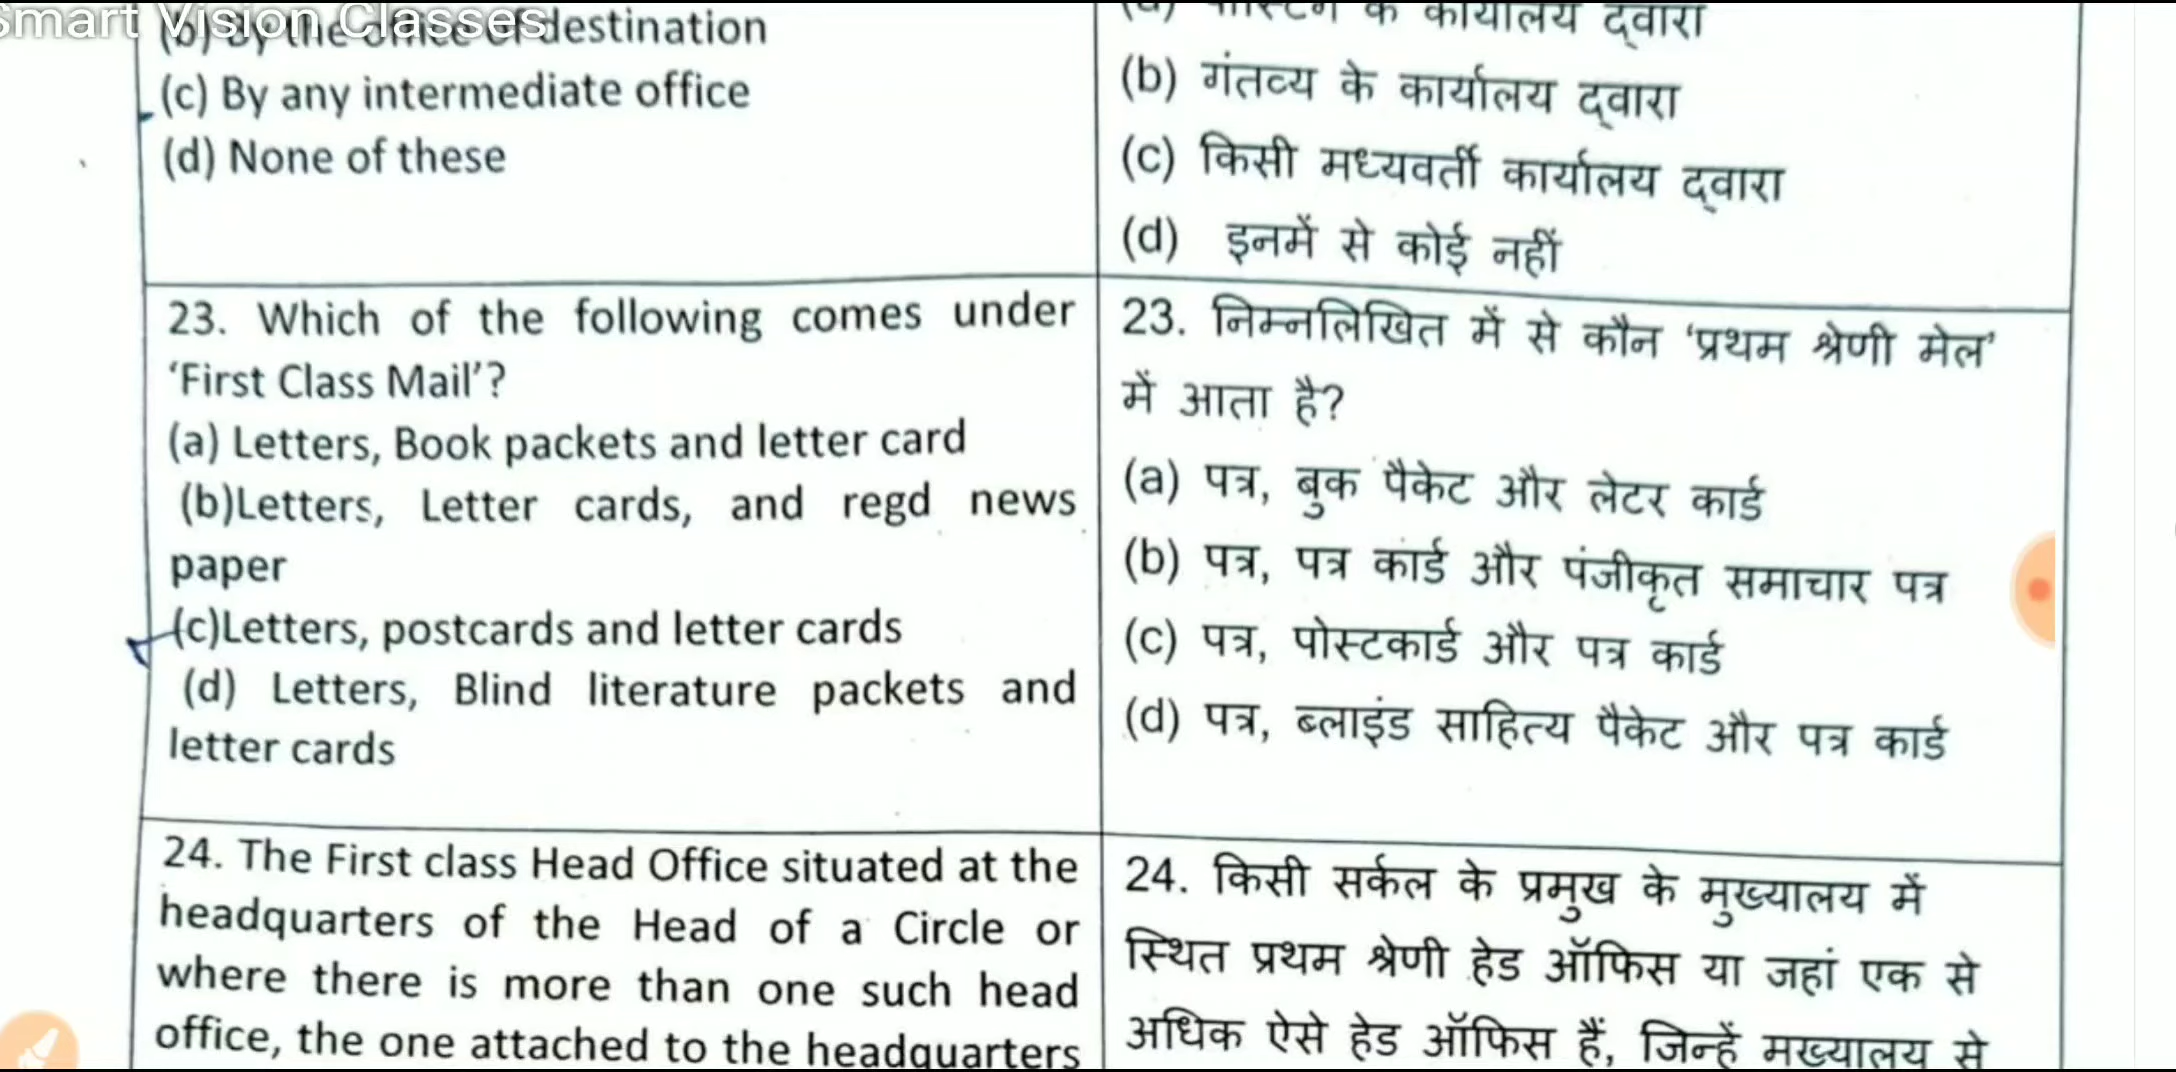 Smart Vision Classes
(b) By the office of destination
(c) By any intermediate office
(d) None of these
कार्यालय द्वारा
(b) गंतव्य के कार्यालय द्वारा
(c) किसी मध्यवर्ती कार्यालय द्वारा
(d) इनमें से कोई नहीं
23. Which of the following comes under
‘First Class Mail’?
(a) Letters, Book packets and letter card
(b)Letters, Letter cards, and regd news
paper
(c)Letters, postcards and letter cards
(d) Letters, Blind literature packets and
letter cards
23. निम्नलिखित में से कौन ‘प्रथम श्रेणी मेल’
में आता है?
(a) पत्र, बुक पैकेट और लेटर कार्ड
(b) पत्र, पत्र कार्ड और पंजीकृत समाचार पत्र
(c) पत्र, पोस्टकार्ड और पत्र कार्ड
(d) पत्र, ब्लाइंड साहित्य पैकेट और पत्र कार्ड
24. The First class Head Office situated at the
headquarters of the Head of a Circle or
where there is more than one such head
office, the one attached to the headquarters
24. किसी सर्कल के प्रमुख के मुख्यालय में
स्थित प्रथम श्रेणी हेड ऑफिस या जहां एक से
अधिक ऐसे हेड ऑफिस हैं, जिन्हें मुख्यालय से